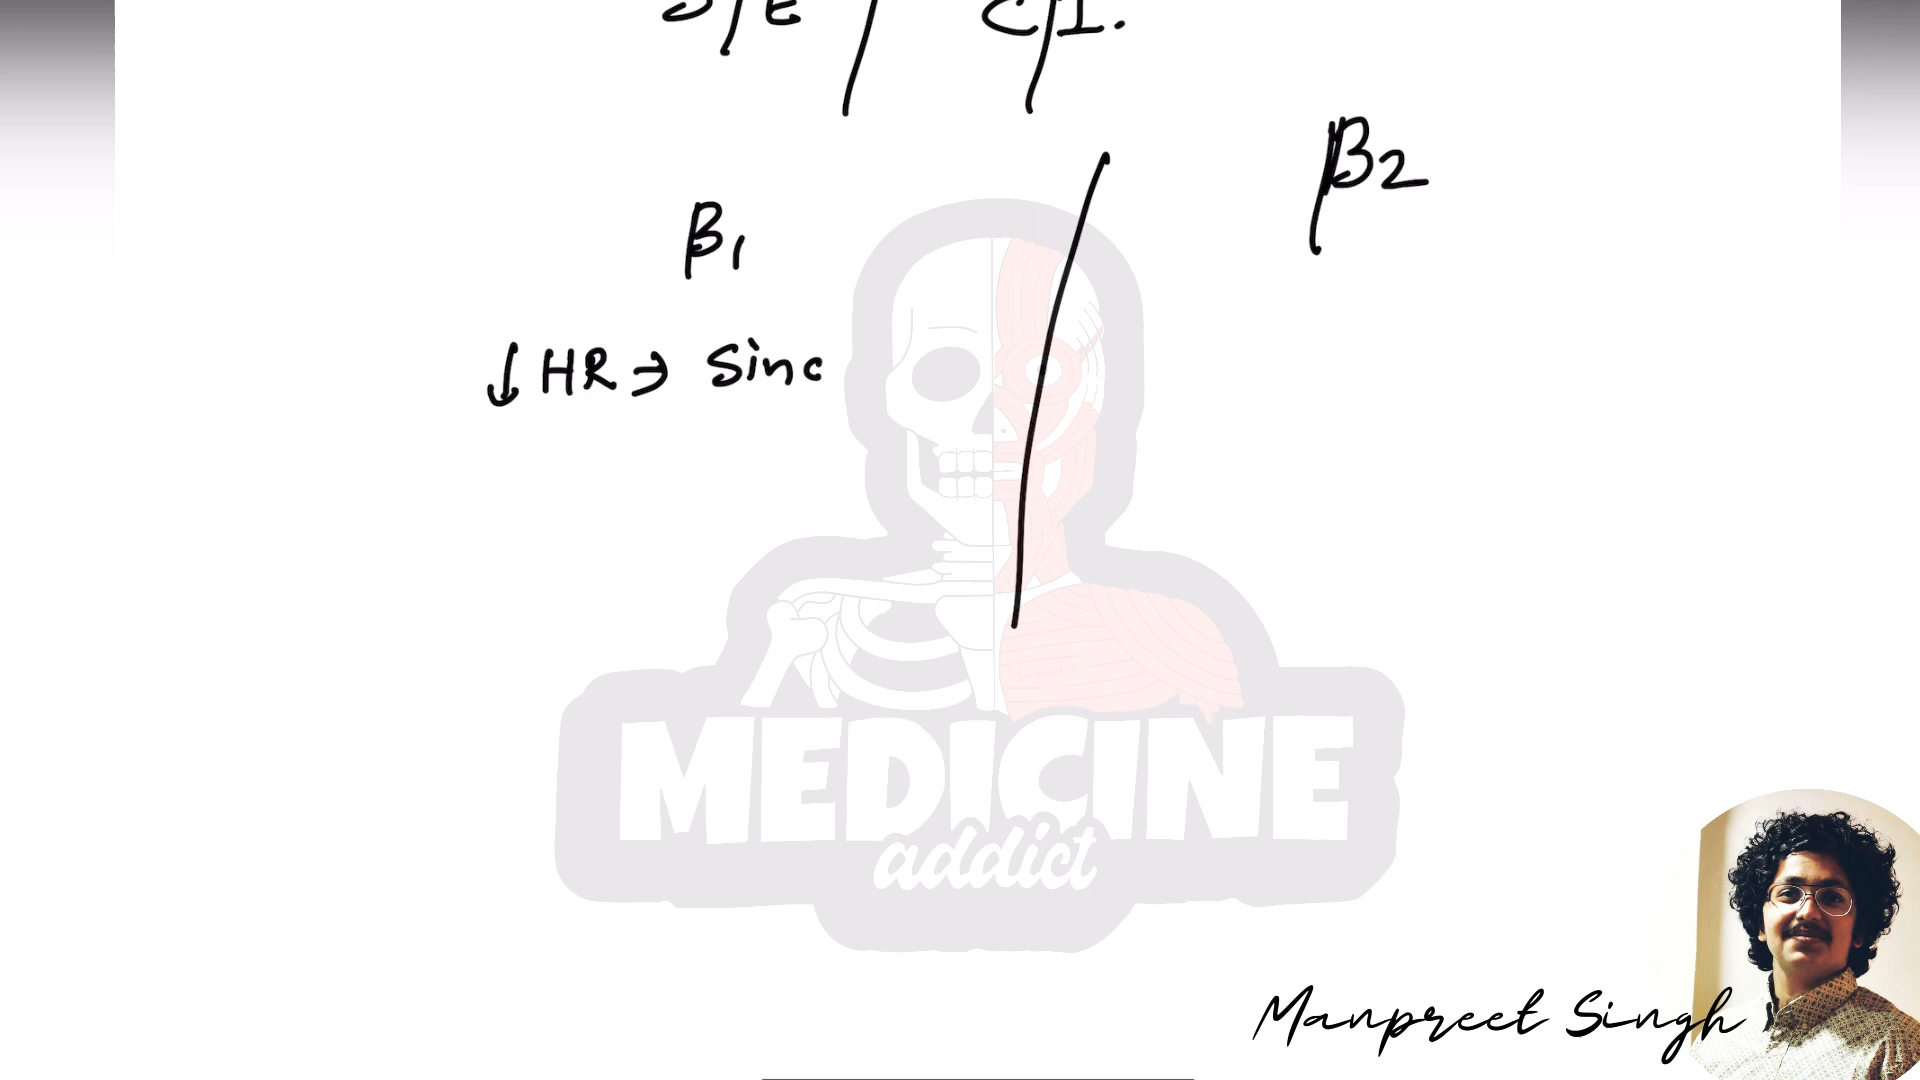 S/E / C/I.
β1
β2
↓ HR → Sinc
MEDICINE
addict
Manpreet Singh